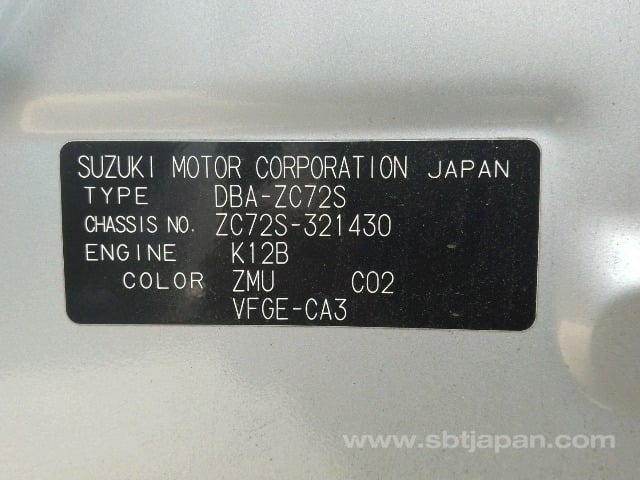 SUZUKI MOTOR CORPORATION JAPAN
TYPE DBA-ZC72S
CHASSIS NO. ZC72S-321430
ENGINE K12B
COLOR ZMU C02
VFGE-CA3
www.sbtjapan.com